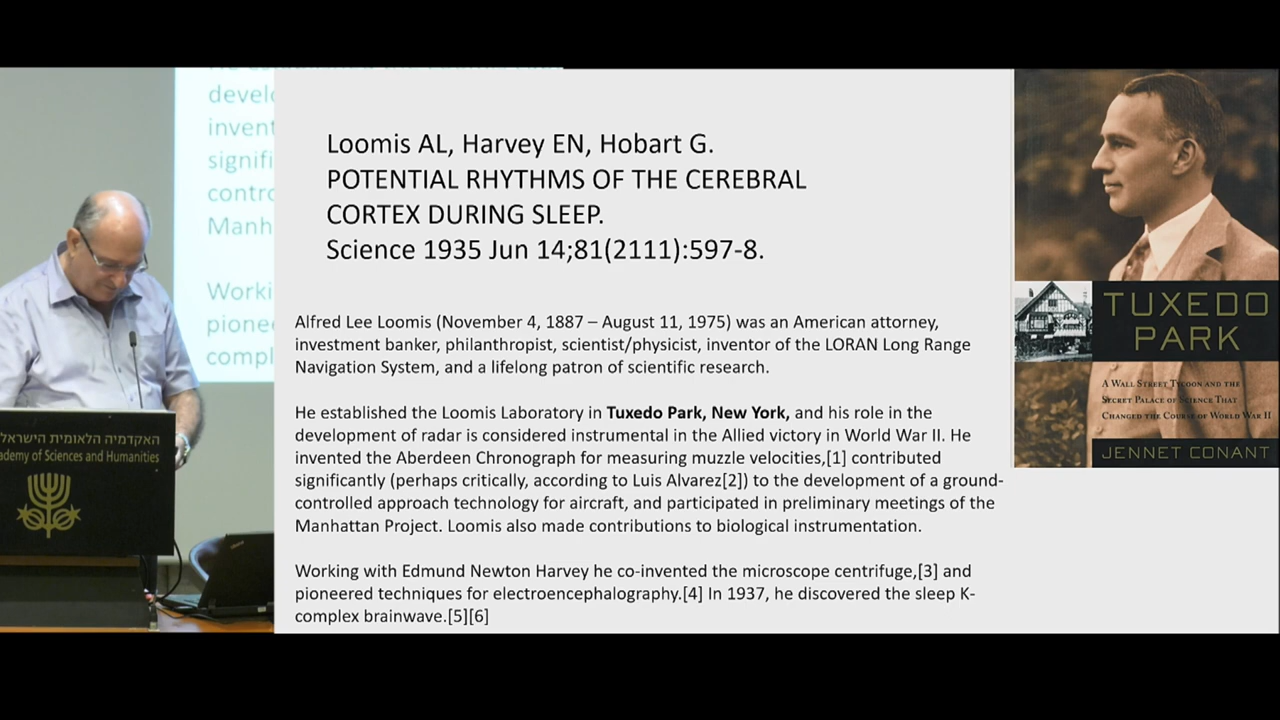 devel
invent
signifi
contro
Manh
Worki
pione
compl
האקדמיה הלאומית הישראל
ademy of Sciences and Humanities
Loomis AL, Harvey EN, Hobart G.
POTENTIAL RHYTHMS OF THE CEREBRAL
CORTEX DURING SLEEP.
Science 1935 Jun 14;81(2111):597-8.
Alfred Lee Loomis (November 4, 1887 – August 11, 1975) was an American attorney,
investment banker, philanthropist, scientist/physicist, inventor of the LORAN Long Range
Navigation System, and a lifelong patron of scientific research.
He established the Loomis Laboratory in Tuxedo Park, New York, and his role in the
development of radar is considered instrumental in the Allied victory in World War II. He
invented the Aberdeen Chronograph for measuring muzzle velocities,[1] contributed
significantly (perhaps critically, according to Luis Alvarez[2]) to the development of a ground-
controlled approach technology for aircraft, and participated in preliminary meetings of the
Manhattan Project. Loomis also made contributions to biological instrumentation.
Working with Edmund Newton Harvey he co-invented the microscope centrifuge,[3] and
pioneered techniques for electroencephalography.[4] In 1937, he discovered the sleep K-
complex brainwave.[5][6]
TUXEDO
PARK
A WALL STREET TYCOON AND THE
SECRET PALACE OF SCIENCE THAT
CHANGED THE COURSE OF WORLD WAR II
JENNET CONANT